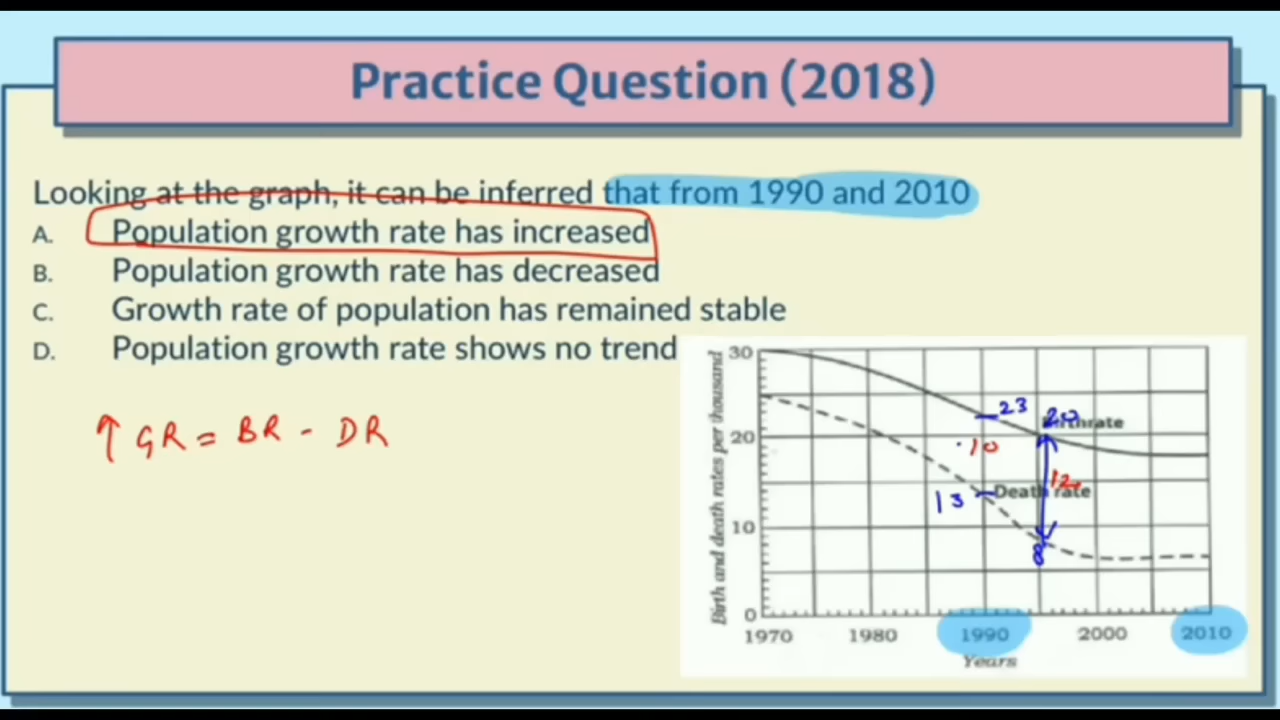 Practice Question (2018)
Looking at the graph, it can be inferred that from 1990 and 2010
A. Population growth rate has increased
B. Population growth rate has decreased
C. Growth rate of population has remained stable
D. Population growth rate shows no trend
↑ GR = BR - DR
Birth and death rates per thousand
30
23
20
Birthrate
20
10
12
13
Death rate
10
8
0
1970 1980 1990 2000 2010
Years